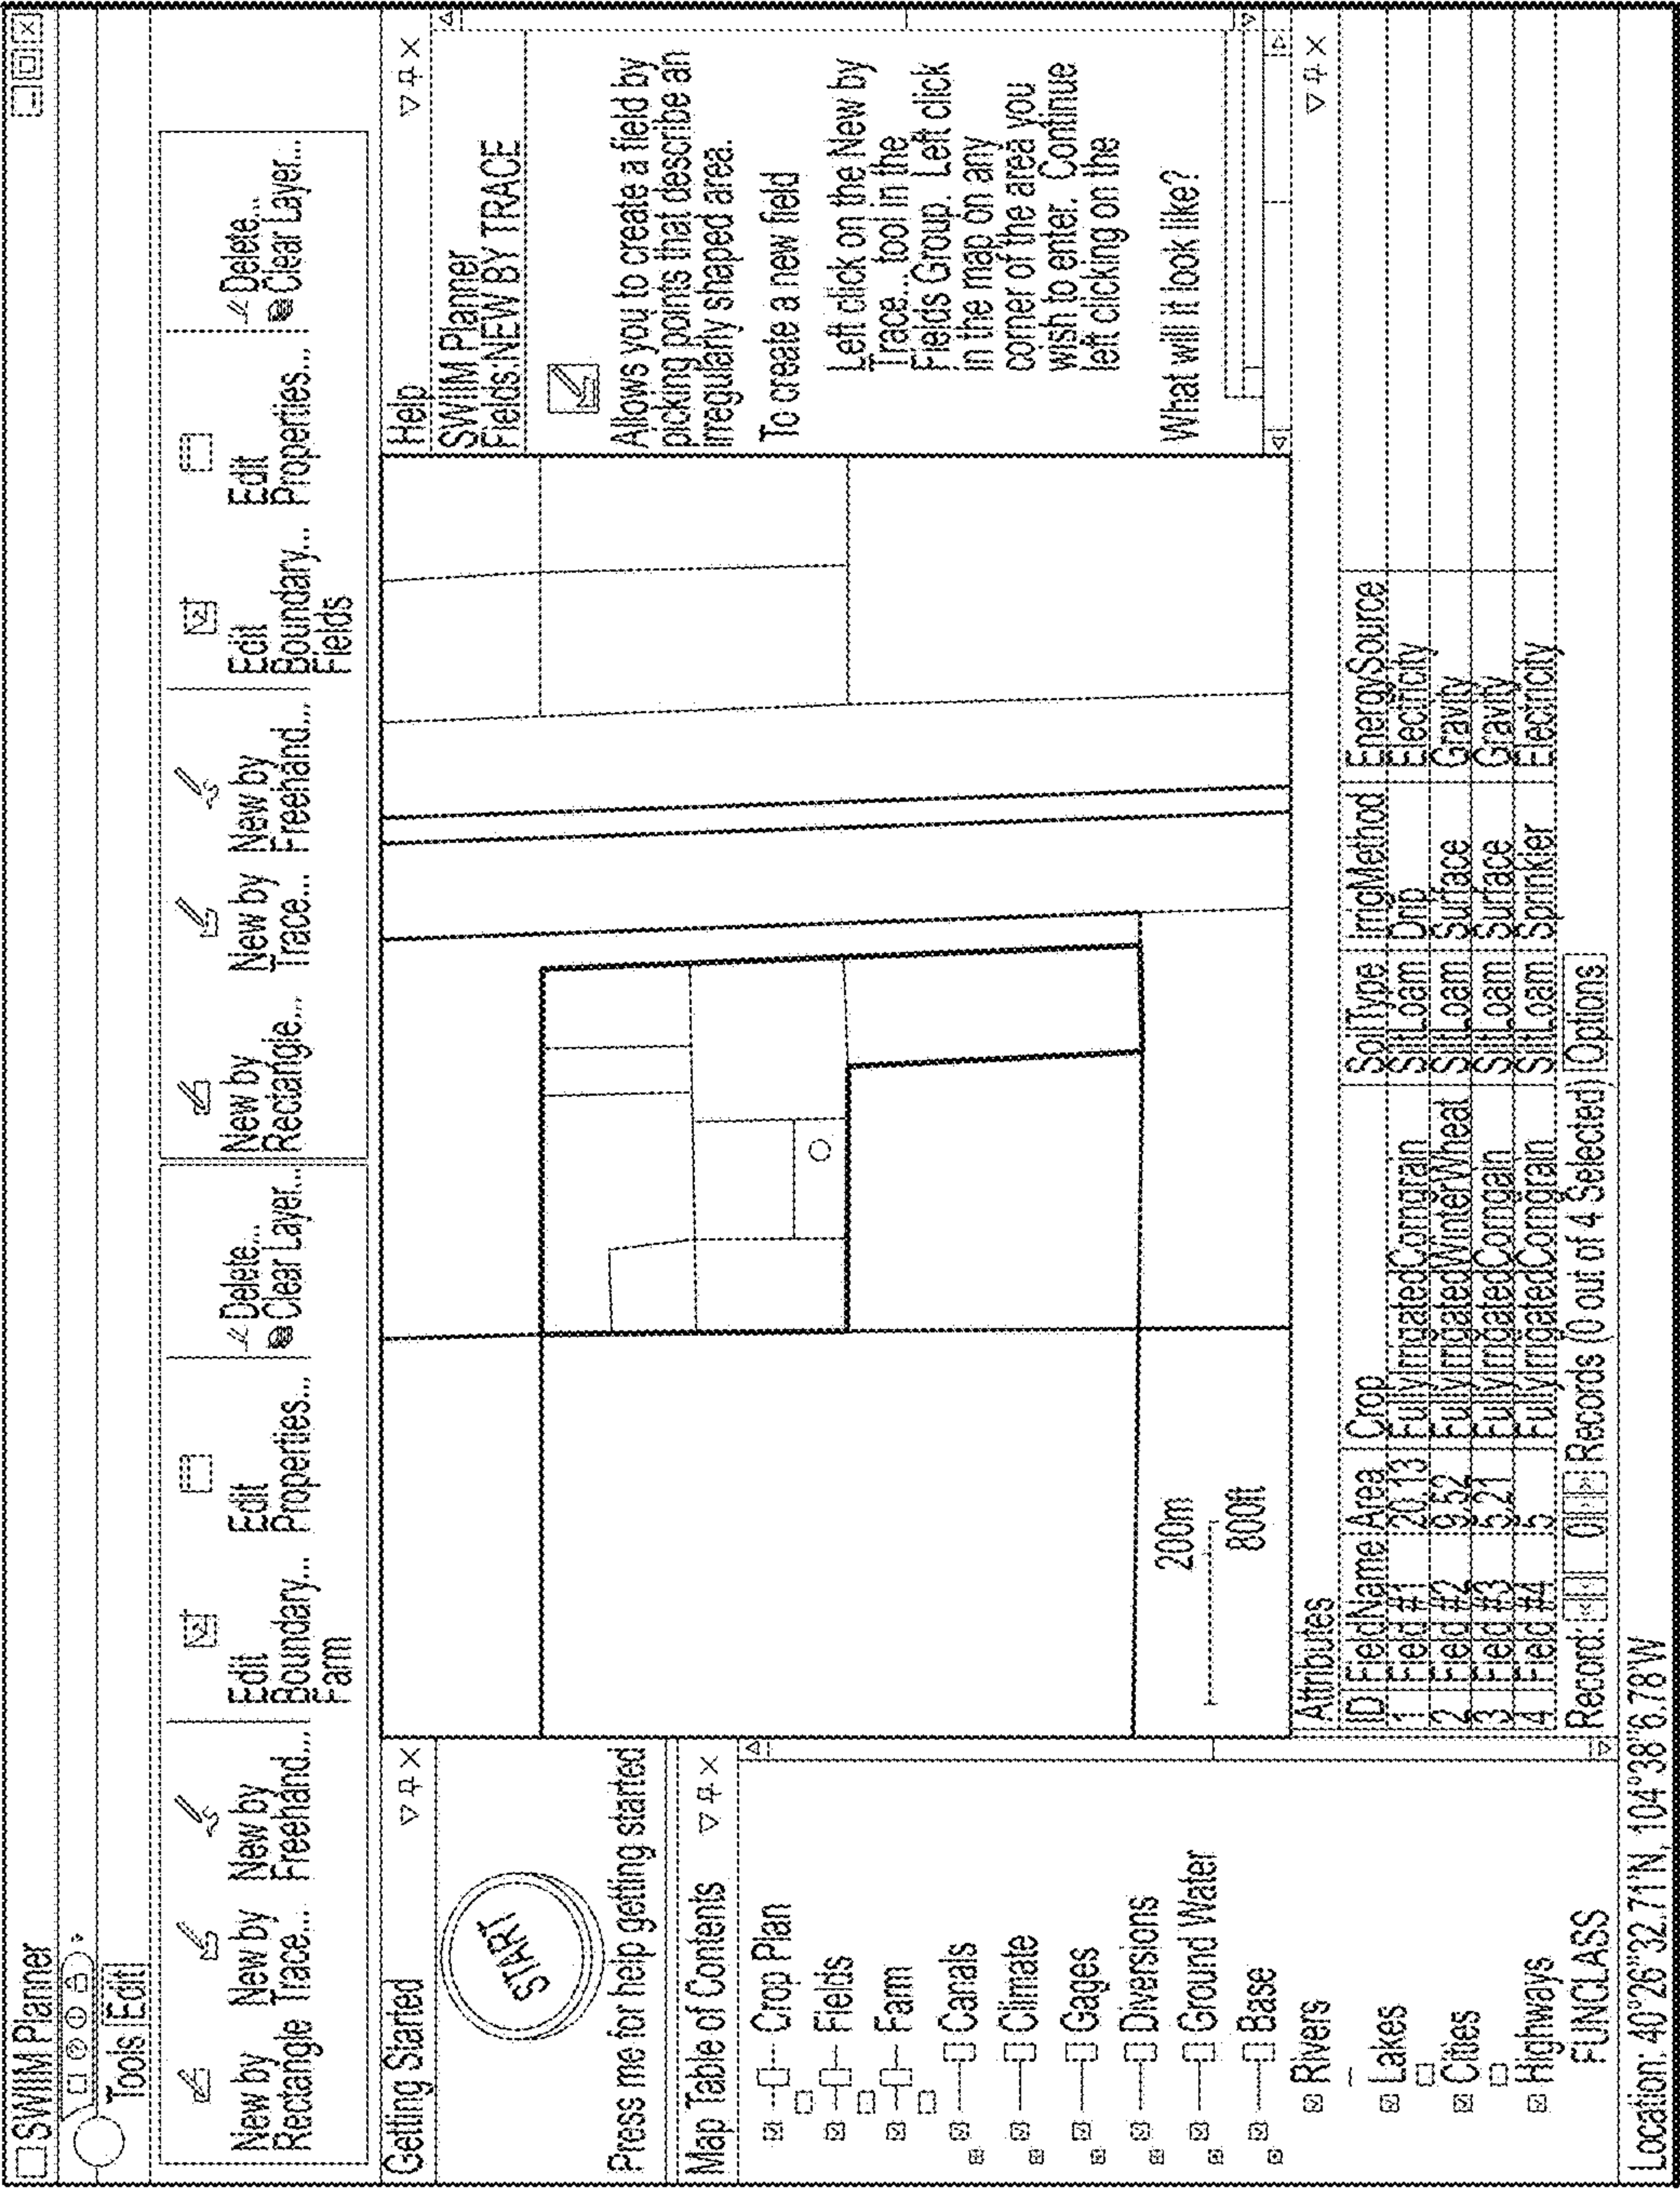 SWIIM Planner
Tools Edit
New by Rectangle
New by Trace...
New by Freehand...
Edit Boundary...
Edit Properties...
Delete...
Clear Layer...
Farm
New by Rectangle...
New by Trace...
New by Freehand...
Edit Boundary...
Edit Properties...
Delete...
Clear Layer...
Fields
Getting Started
START
Press me for help getting started
Map Table of Contents
Crop Plan
Fields
Farm
Canals
Climate
Gages
Diversions
Ground Water
Base
Rivers
Lakes
Cities
Highways
FUNCLASS
200m
800ft
Help
SWIIM Planner
Fields:NEW BY TRACE
Allows you to create a field by
picking points that describe an
irregularly shaped area.
To create a new field
Left click on the New by
Trace...tool in the
Fields Group. Left click
in the map on any
corner of the area you
wish to enter. Continue
left clicking on the
What will it look like?
Attributes
ID FieldName Area Crop SoilType IrrigMethod EnergySource
1 Field #1 20.13 FullyIrrigatedCorngrain SiltLoam Drip Electricity
2 Field #2 9.52 FullyIrrigatedWinterWheat SiltLoam Surface Gravity
3 Field #3 5.21 FullyIrrigatedCorngain SiltLoam Surface Gravity
4 Field #4 5 FullyIrrigatedCorngrain SiltLoam Sprinkler Electricity
Record: 0 Records (0 out of 4 Selected) Options
Location: 40°26'32.71"N, 104°38'6.78"W